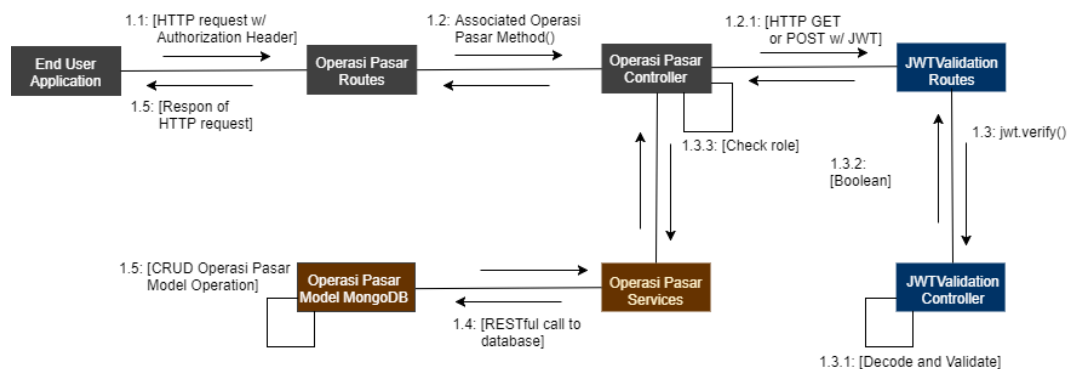 1.1: [HTTP request w/
Authorization Header]
1.2: Associated Operasi
Pasar Method()
1.2.1: [HTTP GET
or POST w/ JWT]
End User
Application
Operasi Pasar
Routes
Operasi Pasar
Controller
JWTValidation
Routes
1.5: [Respon of
HTTP request]
1.3.3: [Check role]
1.3: jwt.verify()
1.3.2:
[Boolean]
1.5: [CRUD Operasi Pasar
Model Operation]
Operasi Pasar
Model MongoDB
Operasi Pasar
Services
JWTValidation
Controller
1.4: [RESTful call to
database]
1.3.1: [Decode and Validate]